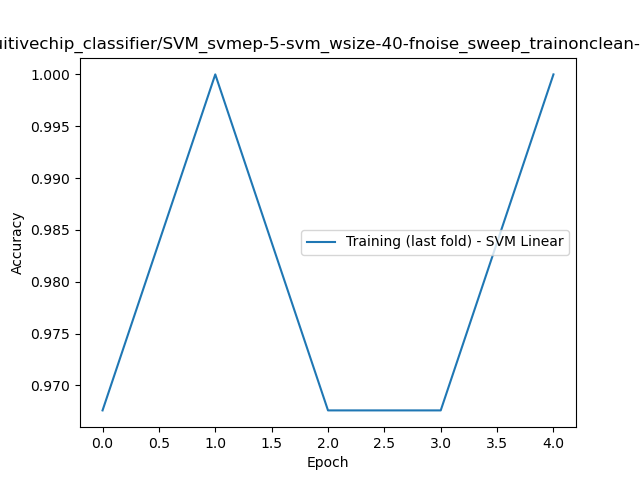 uitivechip_classifier/SVM_svmep-5-svm_wsize-40-fnoise_sweep_trainonclean-
1.000
0.995
0.990
0.985
0.980
0.975
0.970
Accuracy
Training (last fold) - SVM Linear
0.0 0.5 1.0 1.5 2.0 2.5 3.0 3.5 4.0
Epoch